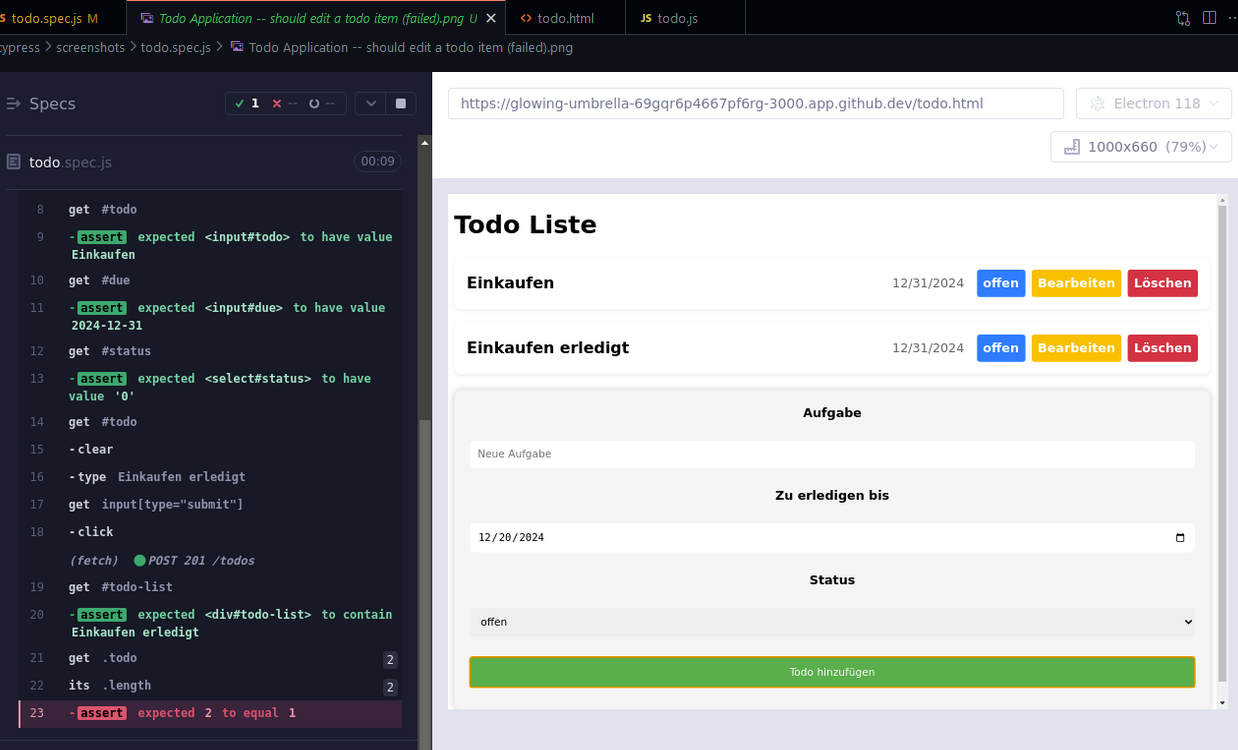 todo.spec.js M
Todo Application -- should edit a todo item (failed).png U
todo.html
JS todo.js
cypress > screenshots > todo.spec.js > Todo Application -- should edit a todo item (failed).png
Specs
1 -- --
todo.spec.js 00:09
8 get #todo
9 -assert expected <input#todo> to have value
Einkaufen
10 get #due
11 -assert expected <input#due> to have value
2024-12-31
12 get #status
13 -assert expected <select#status> to have
value '0'
14 get #todo
15 -clear
16 -type Einkaufen erledigt
17 get input[type="submit"]
18 -click
(fetch) POST 201 /todos
19 get #todo-list
20 -assert expected <div#todo-list> to contain
Einkaufen erledigt
21 get .todo 2
22 its .length 2
23 -assert expected 2 to equal 1
https://glowing-umbrella-69gqr6p4667pf6rg-3000.app.github.dev/todo.html
Electron 118
1000x660 (79%)
Todo Liste
Einkaufen 12/31/2024 offen Bearbeiten Löschen
Einkaufen erledigt 12/31/2024 offen Bearbeiten Löschen
Aufgabe
Neue Aufgabe
Zu erledigen bis
12/20/2024
Status
offen
Todo hinzufügen